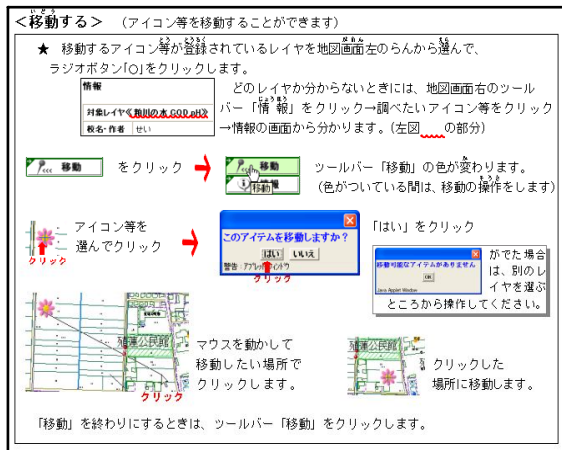 ＜移動する＞ （アイコン等を移動することができます）
★ 移動するアイコン等が登録されているレイヤを地図画面左のらんから選んで、
ラジオボタン「○」をクリックします。
情報
対象レイヤ
校名・作者 せい
どのレイヤか分からないときには、地図画面右のツール
バー「情報」をクリック→調べたいアイコン等をクリック
→情報の画面から分かります。（左図 の部分）
移動
をクリック
移動
移動
ツールバー「移動」の色が変わります。
（色がついている間は、移動の操作をします）
アイコン等を
選んでクリック
クリック
このアイテムを移動しますか？
はい いいえ
クリック
「はい」をクリック
移動可能なアイテムがありません
OK
Java Applet Window
がでた場合
は、別のレ
イヤを選ぶ
ところから操作してください。
公民館
クリック
マウスを動かして
移動したい場所で
クリックします。
公民館
クリックした
場所に移動します。
「移動」を終わりにするときは、ツールバー「移動」をクリックします。